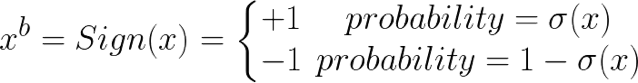 x^b = Sign(x) = { +1 probability = σ(x)
−1 probability = 1 − σ(x)